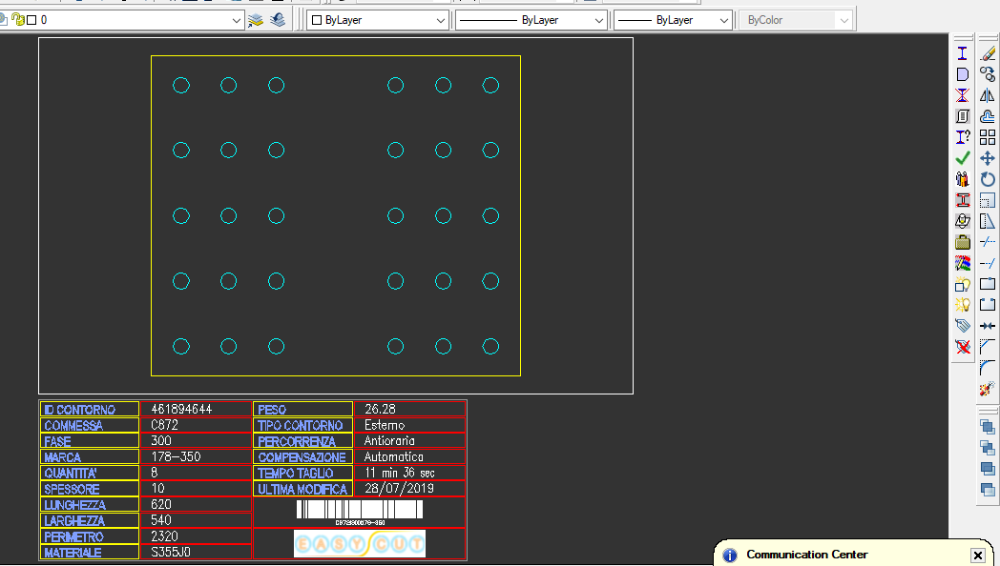 0 ByLayer ByLayer ByLayer ByColor
ID CONTORNO 461894644 PESO 26.28
COMMESSA C872 TIPO CONTORNO Esterno
FASE 300 PERCORRENZA Antioraria
MARCA 178-350 COMPENSAZIONE Automatica
QUANTITA' 8 TEMPO TAGLIO 11 min 36 sec
SPESSORE 10 ULTIMA MODIFICA 28/07/2019
LUNGHEZZA 620
LARGHEZZA 540
PERIMETRO 2320
MATERIALE S355J0
EASY CUT
Communication Center